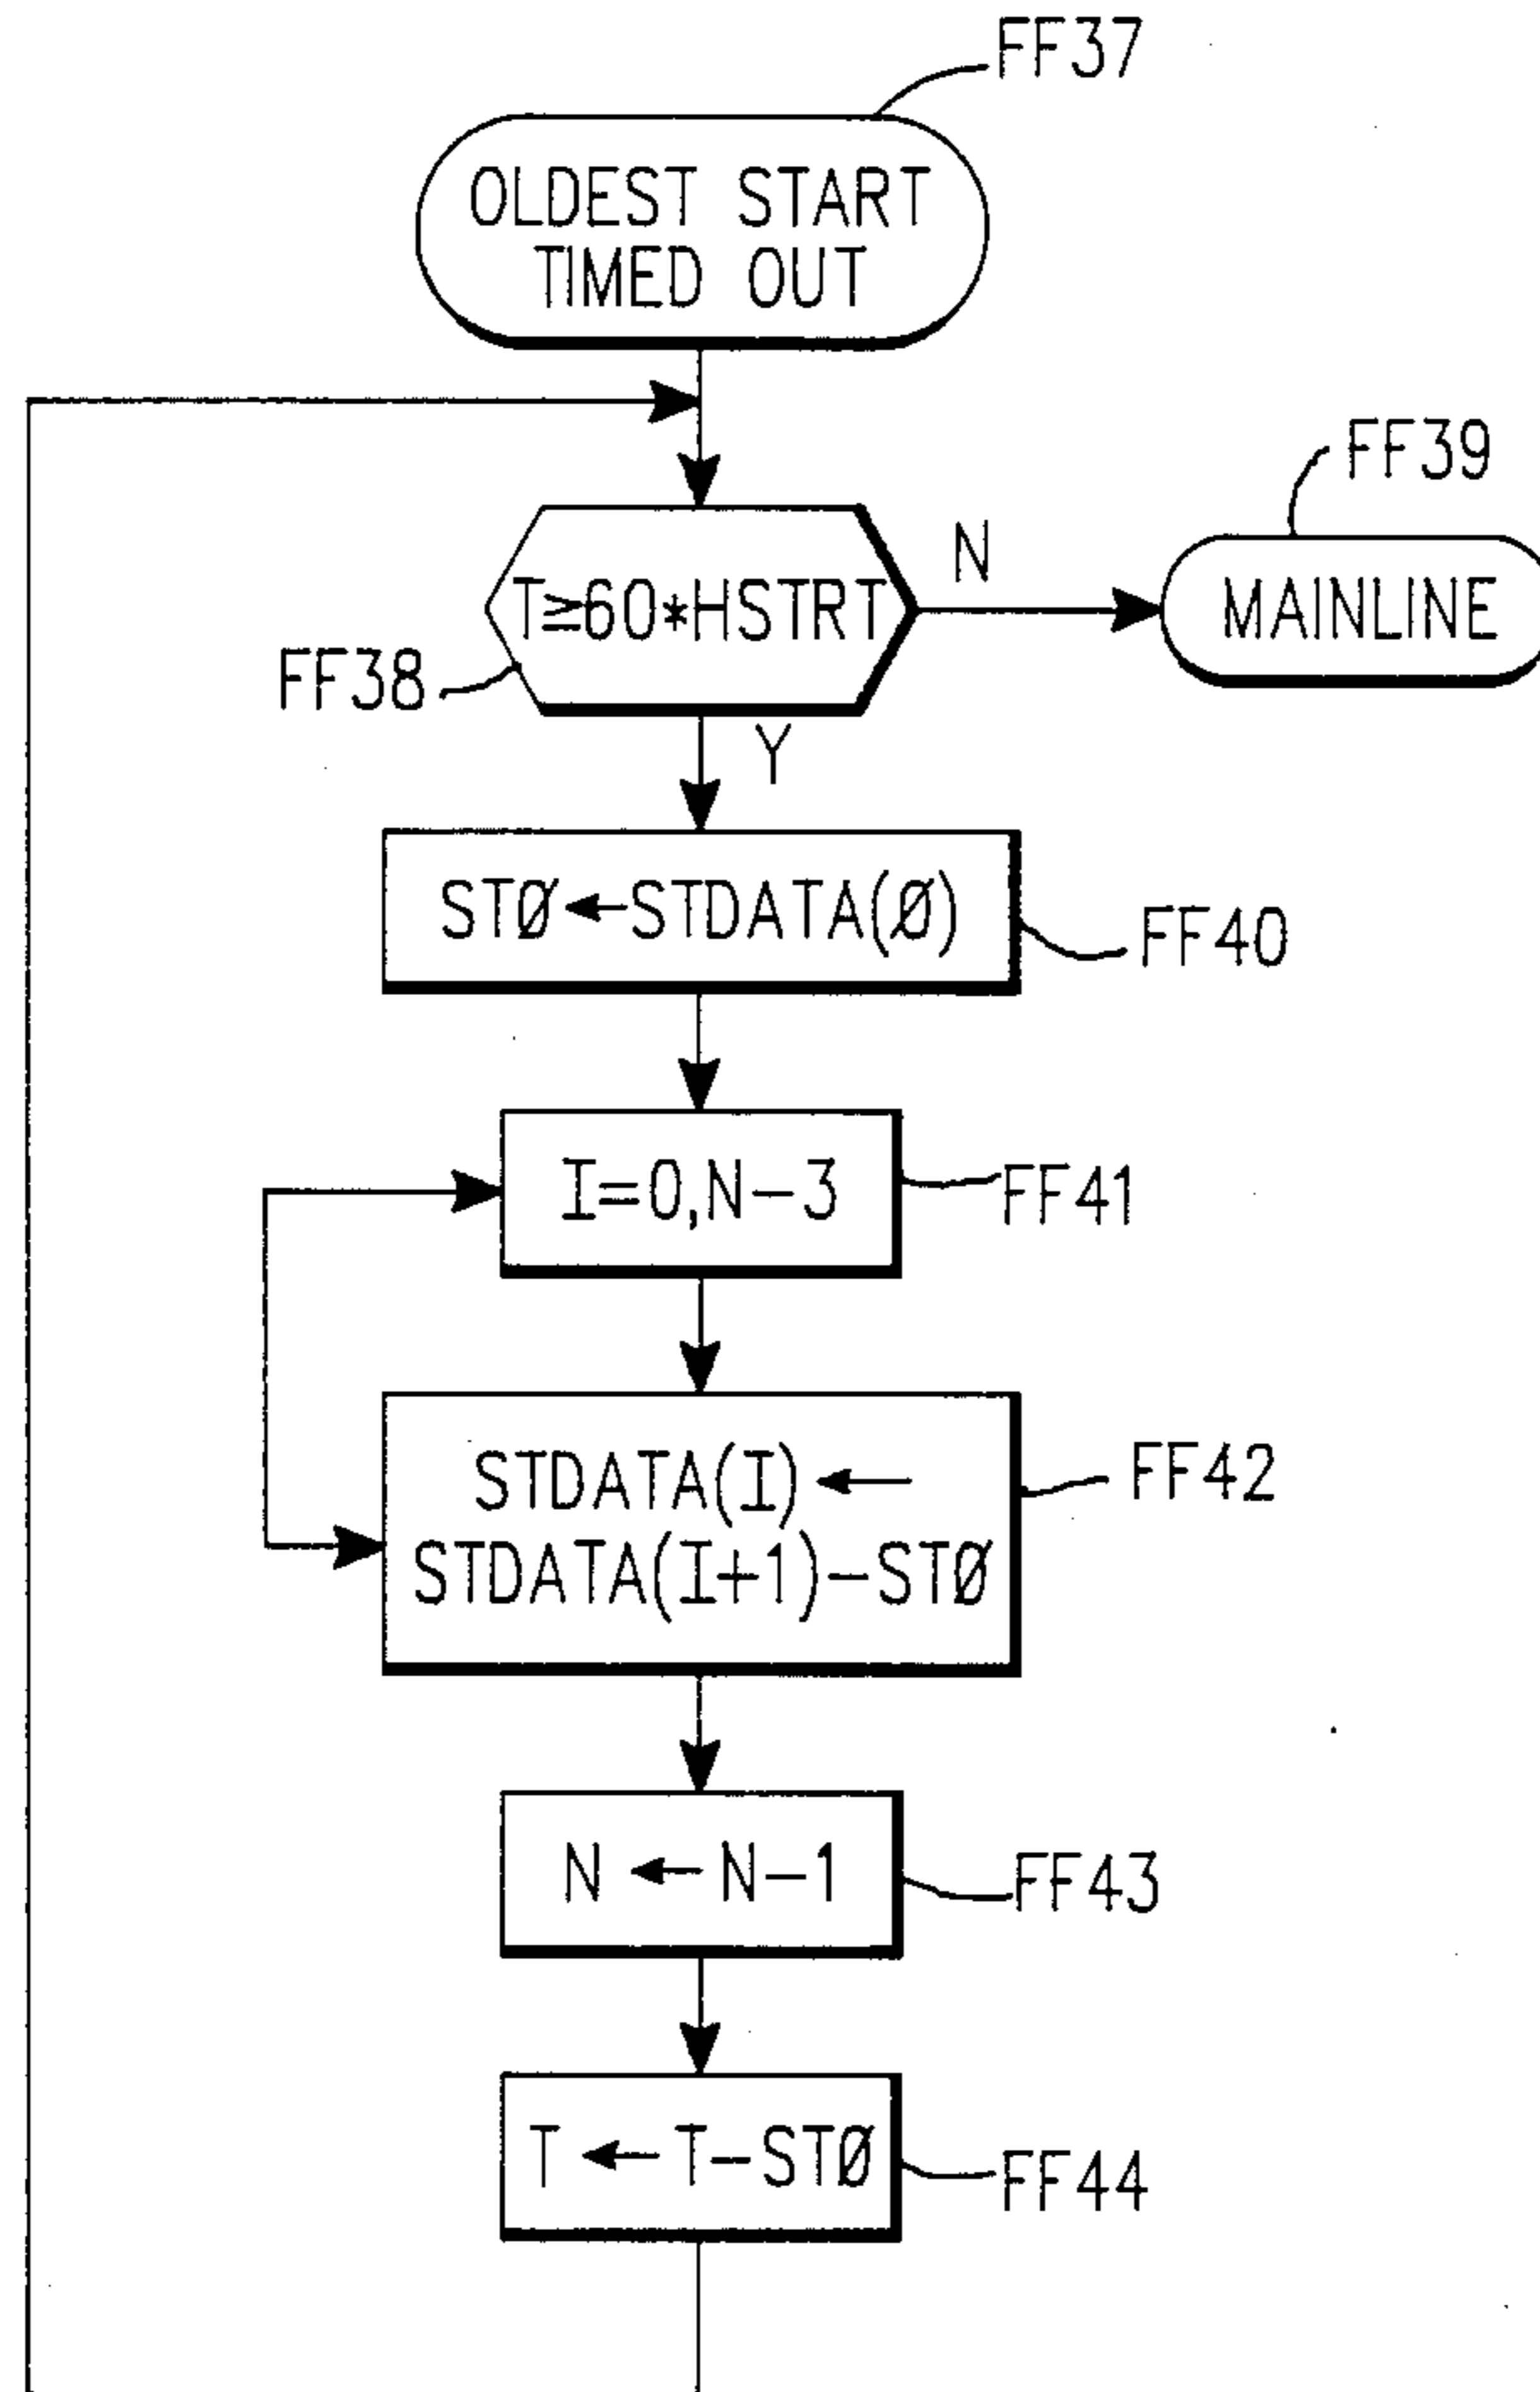 FF37
OLDEST START
TIMED OUT
FF39
N
T≥60*HSTRT
MAINLINE
FF38
Y
STØ←STDATA(Ø)
FF40
I=0,N-3
FF41
STDATA(I)←
STDATA(I+1)-STØ
FF42
N←N-1
FF43
T←T-STØ
FF44